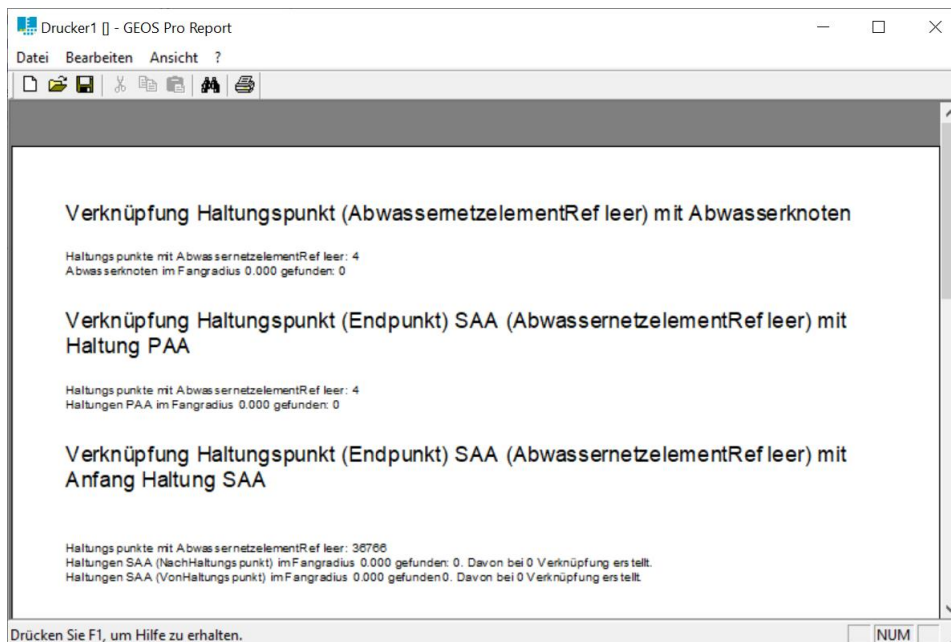 Drucker1 [] - GEOS Pro Report
Datei Bearbeiten Ansicht ?
Verknüpfung Haltungspunkt (AbwassernetzelementRef leer) mit Abwasserknoten
Haltungspunkte mit AbwassernetzelementRef leer: 4
Abwasserknoten im Fangradius 0.000 gefunden: 0
Verknüpfung Haltungspunkt (Endpunkt) SAA (AbwassernetzelementRef leer) mit
Haltung PAA
Haltungspunkte mit AbwassernetzelementRef leer: 4
Haltungen PAA im Fangradius 0.000 gefunden: 0
Verknüpfung Haltungspunkt (Endpunkt) SAA (AbwassernetzelementRef leer) mit
Anfang Haltung SAA
Haltungspunkte mit AbwassernetzelementRef leer: 36766
Haltungen SAA (NachHaltungspunkt) im Fangradius 0.000 gefunden: 0. Davon bei 0 Verknüpfung erstellt.
Haltungen SAA (VonHaltungspunkt) im Fangradius 0.000 gefunden 0. Davon bei 0 Verknüpfung erstellt.
Drücken Sie F1, um Hilfe zu erhalten.
NUM